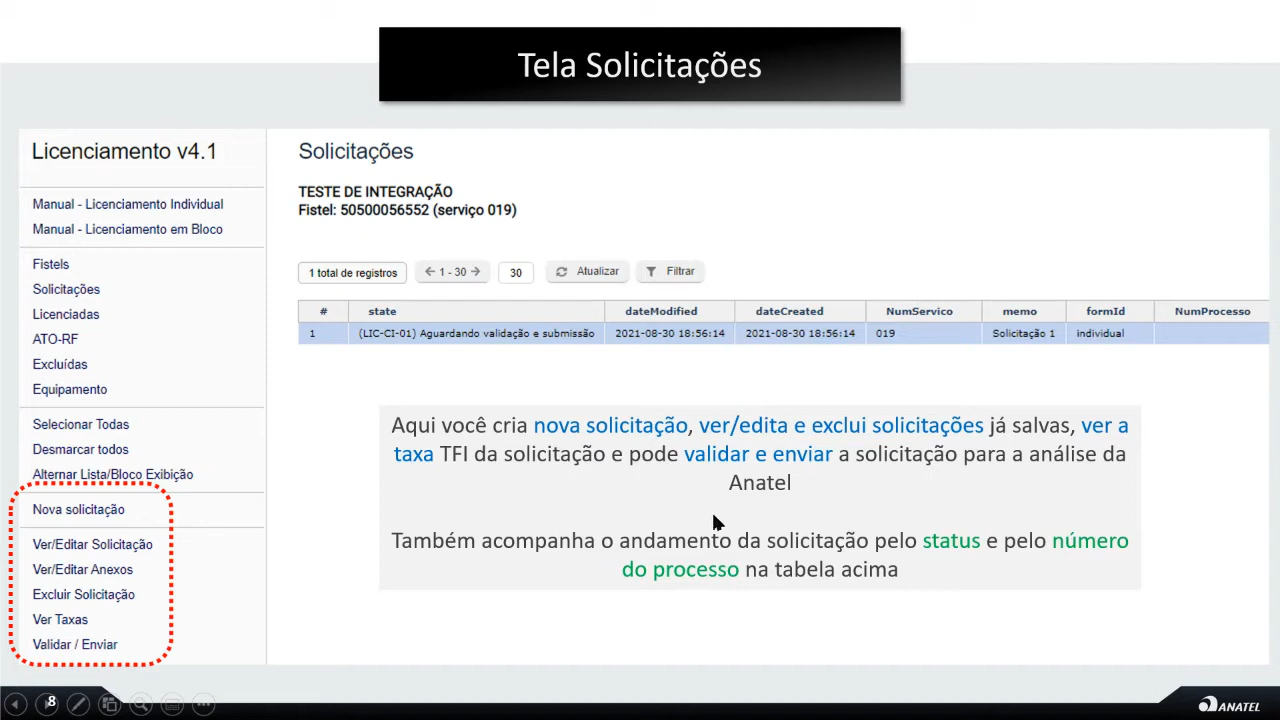 Tela Solicitações
Licenciamento v4.1
Manual - Licenciamento Individual
Manual - Licenciamento em Bloco
Fistels
Solicitações
Licenciadas
ATO-RF
Excluídas
Equipamento
Selecionar Todas
Desmarcar todos
Alternar Lista/Bloco Exibição
Nova solicitação
Ver/Editar Solicitação
Ver/Editar Anexos
Excluir Solicitação
Ver Taxas
Validar / Enviar
Solicitações
TESTE DE INTEGRAÇÃO
Fistel: 50500056552 (serviço 019)
1 total de registros 1 - 30 30 Atualizar Filtrar
# state dateModified dateCreated NumServico memo formId NumProcesso
1 (LIC-CI-01) Aguardando validação e submissão 2021-08-30 18:56:14 2021-08-30 18:56:14 019 Solicitação 1 individual
Aqui você cria nova solicitação, ver/edita e exclui solicitações já salvas, ver a
taxa TFI da solicitação e pode validar e enviar a solicitação para a análise da
Anatel
Também acompanha o andamento da solicitação pelo status e pelo número
do processo na tabela acima
8
ANATEL